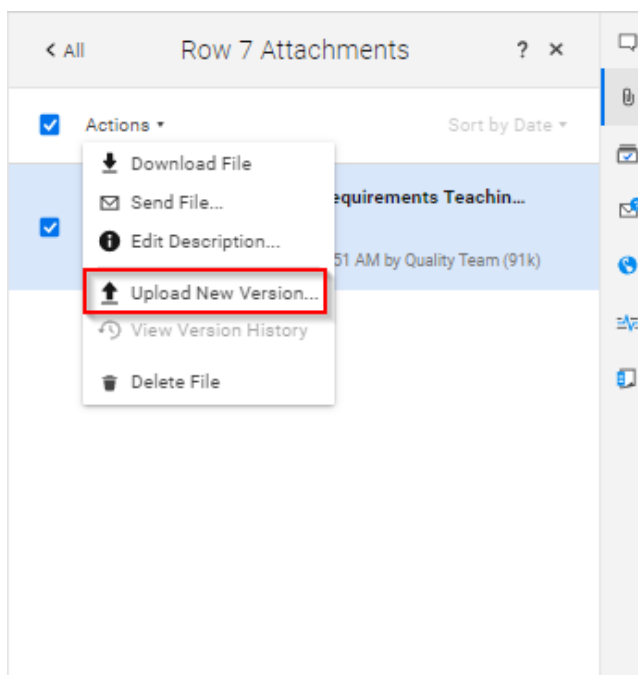 < All Row 7 Attachments ? ×
Actions Sort by Date
Download File
Send File...
equirements Teachin...
Edit Description...
51 AM by Quality Team (91k)
Upload New Version...
View Version History
Delete File